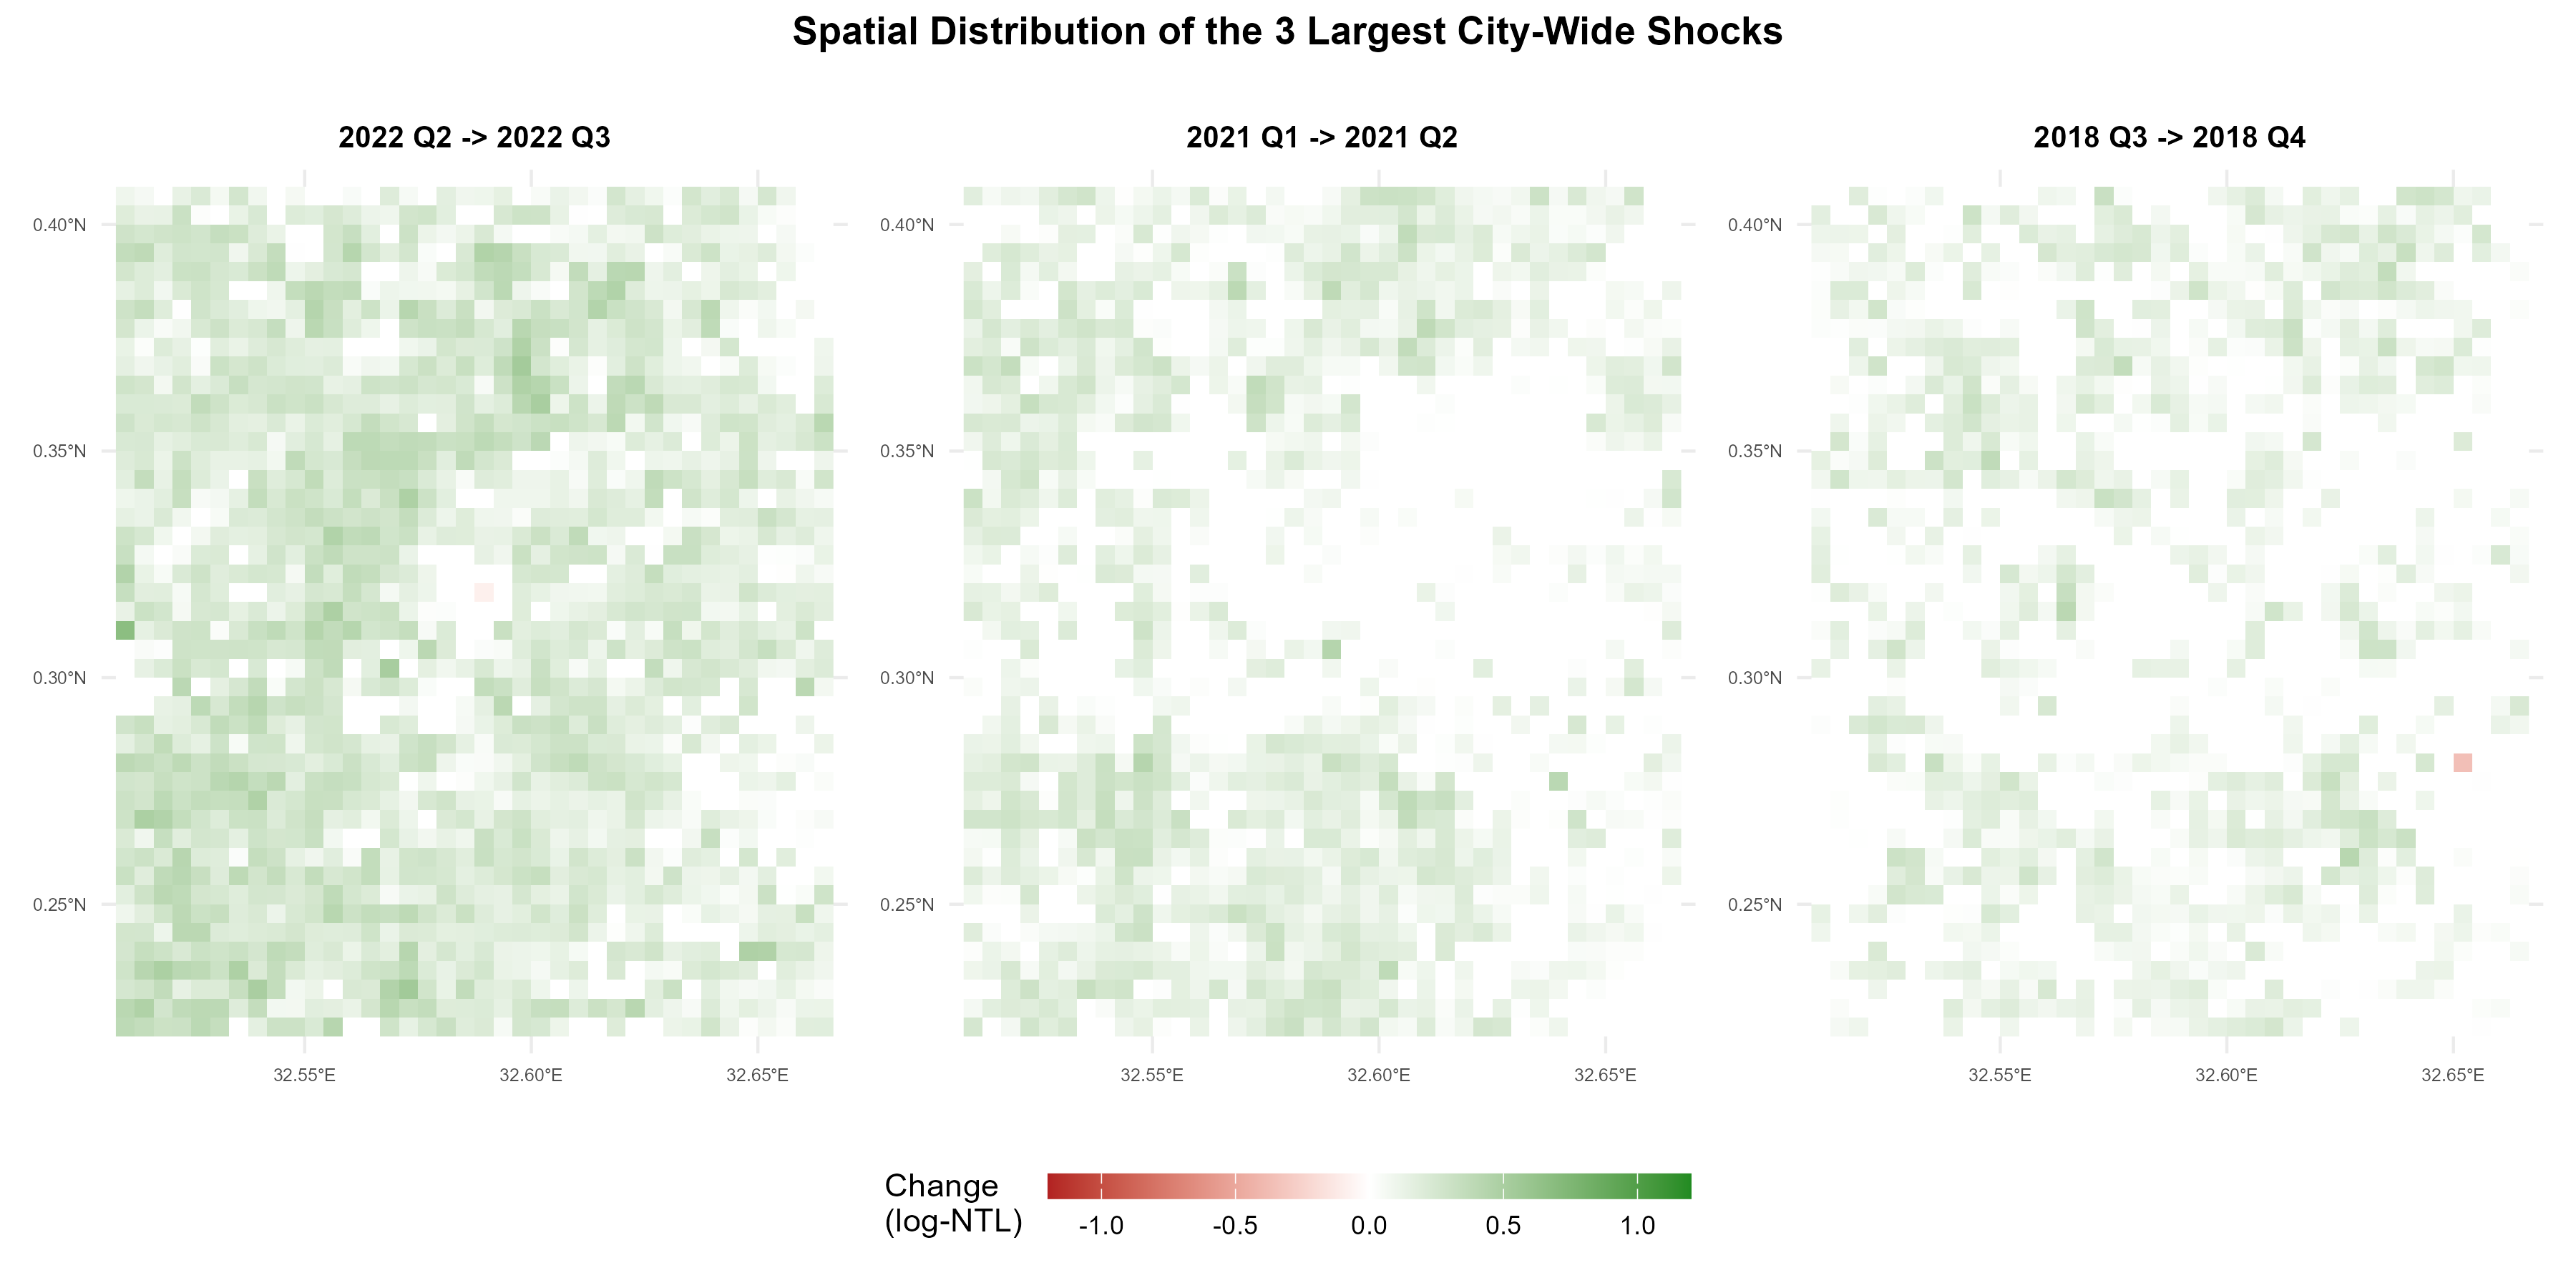 Spatial Distribution of the 3 Largest City-Wide Shocks
2022 Q2 -> 2022 Q3
0.40°N
0.35°N
0.30°N
0.25°N
32.55°E 32.60°E 32.65°E
2021 Q1 -> 2021 Q2
0.40°N
0.35°N
0.30°N
0.25°N
32.55°E 32.60°E 32.65°E
2018 Q3 -> 2018 Q4
0.40°N
0.35°N
0.30°N
0.25°N
32.55°E 32.60°E 32.65°E
Change
(log-NTL)
-1.0 -0.5 0.0 0.5 1.0